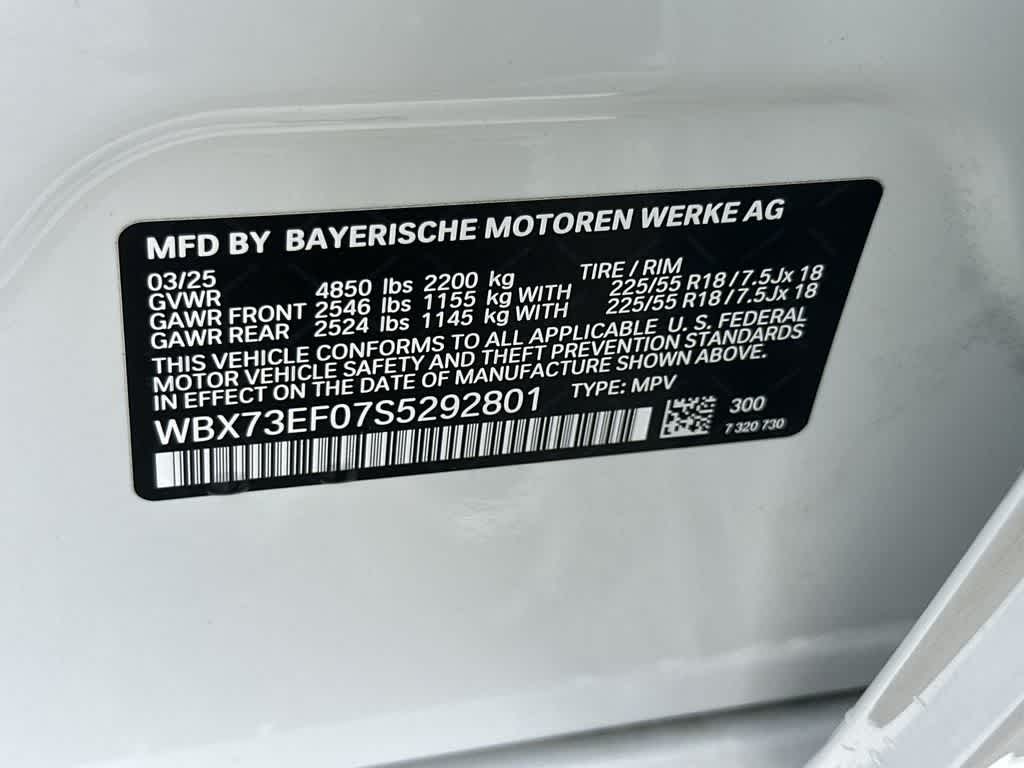 MFD BY BAYERISCHE MOTOREN WERKE AG
03/25 TIRE / RIM
GVWR 4850 lbs 2200 kg
GAWR FRONT 2546 lbs 1155 kg WITH 225/55 R18 / 7.5Jx 18
GAWR REAR 2524 lbs 1145 kg WITH 225/55 R18 / 7.5Jx 18
THIS VEHICLE CONFORMS TO ALL APPLICABLE U. S. FEDERAL
MOTOR VEHICLE SAFETY AND THEFT PREVENTION STANDARDS
IN EFFECT ON THE DATE OF MANUFACTURE SHOWN ABOVE.
WBX73EF07S5292801 TYPE: MPV
300
7 320 730